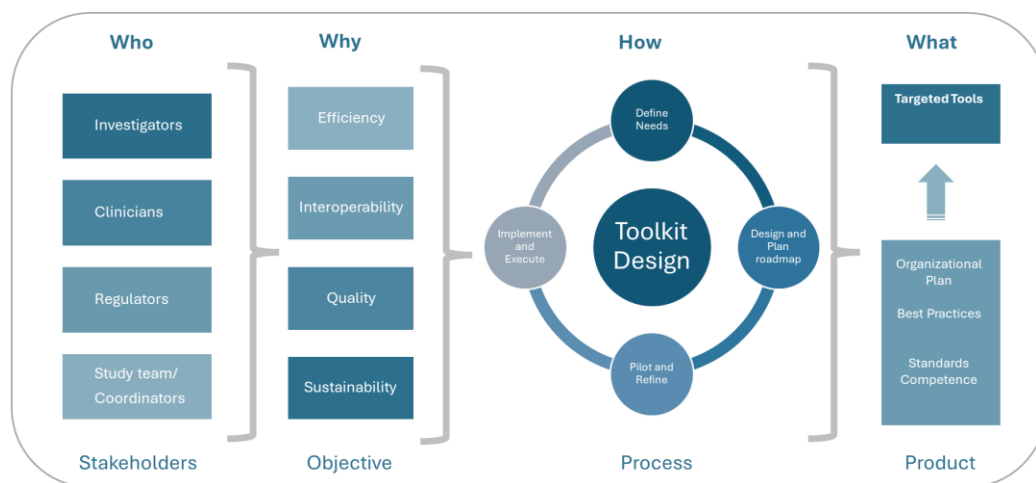 Who
Why
How
What
Investigators
Clinicians
Regulators
Study team/
Coordinators
Efficiency
Interoperability
Quality
Sustainability
Define
Needs
Toolkit
Design
Implement
and
Execute
Design and
Plan
roadmap
Pilot and
Refine
Targeted Tools
Organizational
Plan
Best Practices
Standards
Competence
Stakeholders
Objective
Process
Product